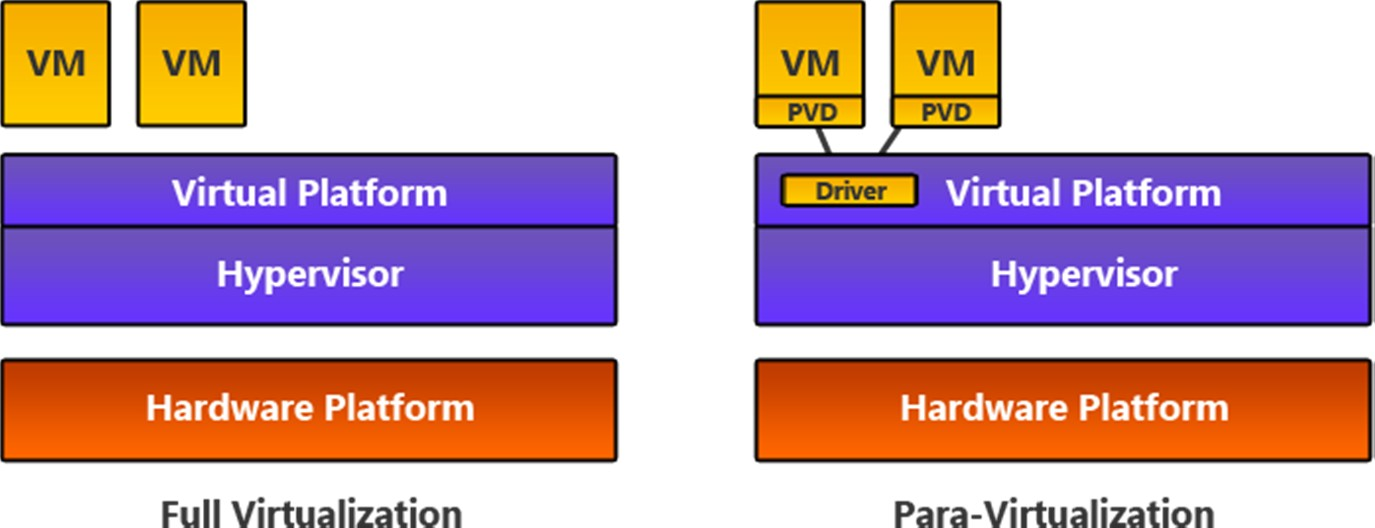 VM VM
Virtual Platform
Hypervisor
Hardware Platform
Full Virtualization
VM VM
PVD PVD
Driver Virtual Platform
Hypervisor
Hardware Platform
Para-Virtualization